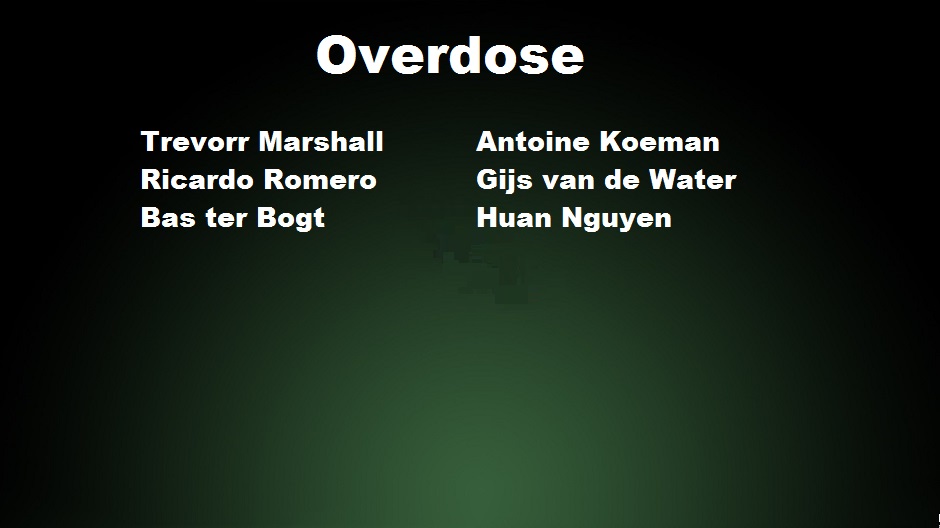 Overdose
Trevorr Marshall
Ricardo Romero
Bas ter Bogt
Antoine Koeman
Gijs van de Water
Huan Nguyen